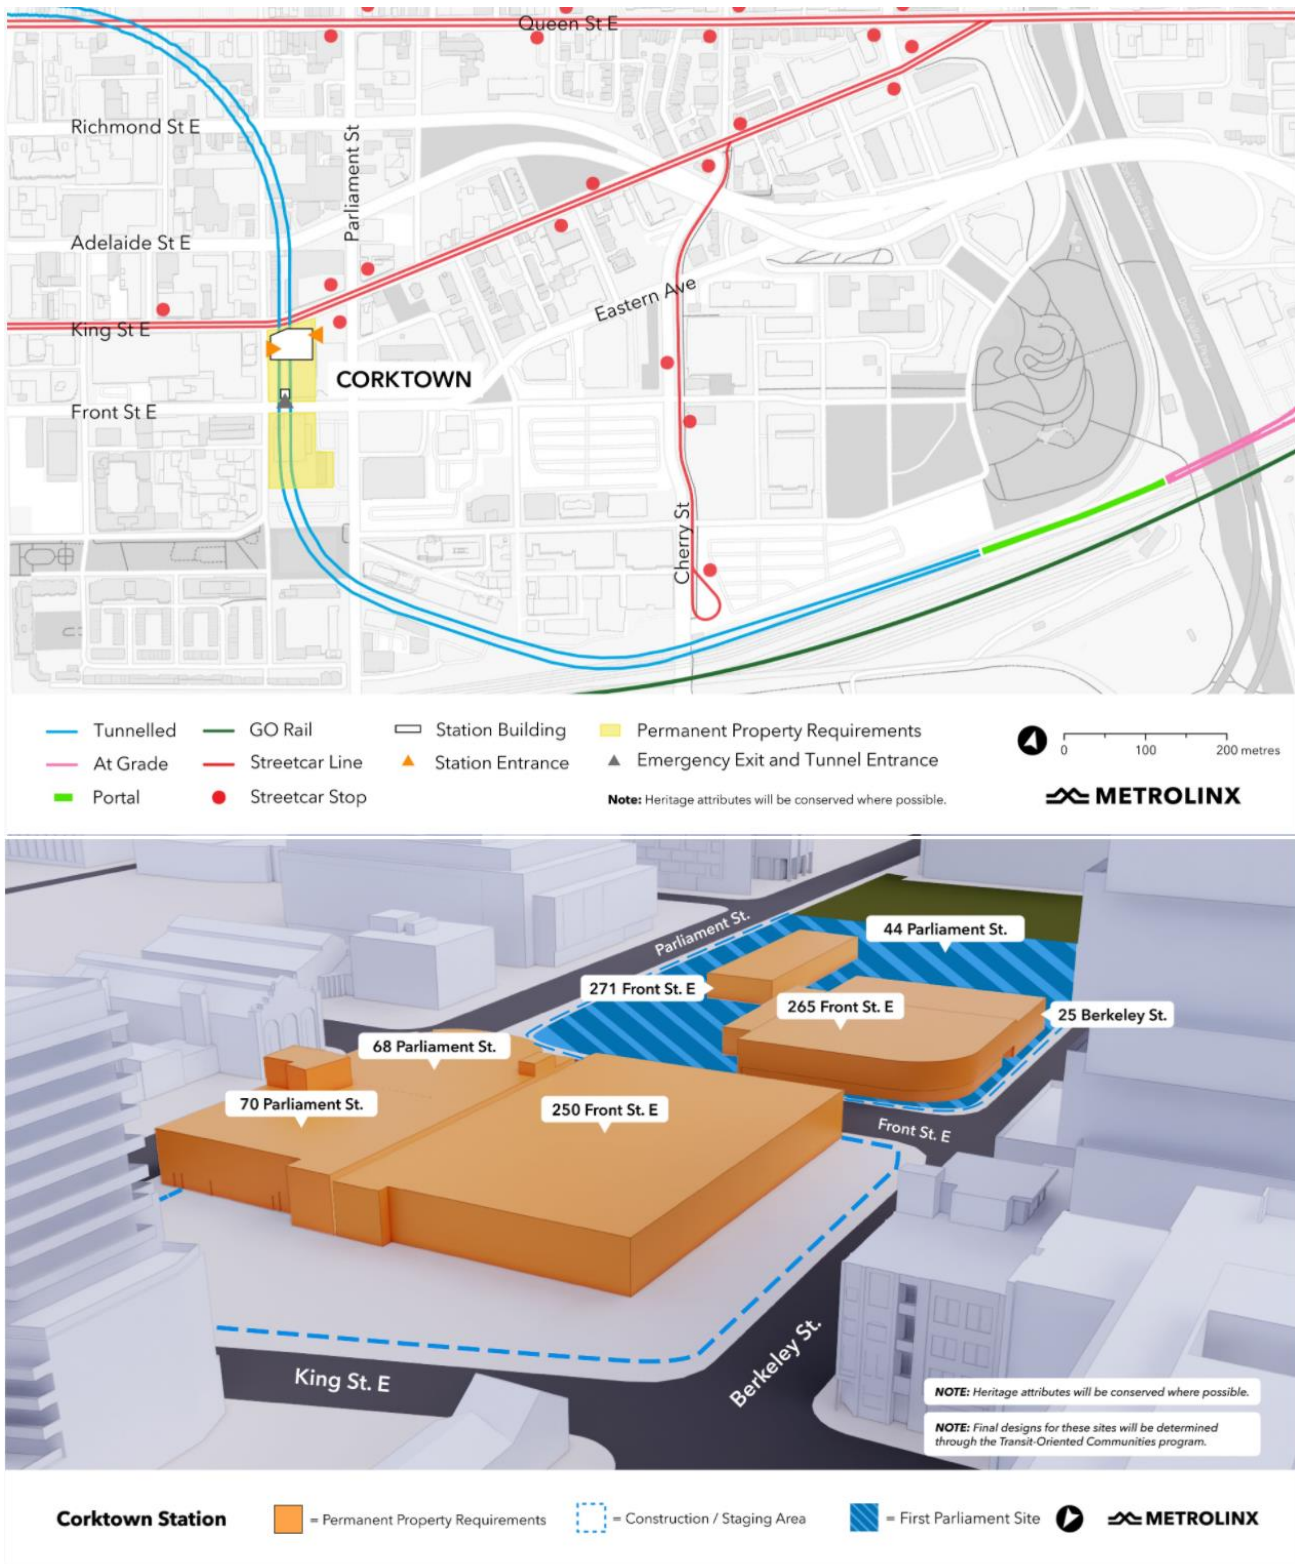 Queen St E
Richmond St E
Parliament St
Adelaide St E
Eastern Ave
King St E
CORKTOWN
Front St E
Cherry St
Tunnelled
GO Rail
Station Building
Permanent Property Requirements
At Grade
Streetcar Line
Station Entrance
Emergency Exit and Tunnel Entrance
Portal
Streetcar Stop
Note: Heritage attributes will be conserved where possible.
0 100 200 metres
METROLINX
Parliament St.
44 Parliament St.
271 Front St. E
265 Front St. E
25 Berkeley St.
68 Parliament St.
70 Parliament St.
250 Front St. E
Front St. E
King St. E
Berkeley St.
NOTE: Heritage attributes will be conserved where possible.
NOTE: Final designs for these sites will be determined
through the Transit-Oriented Communities program.
Corktown Station
= Permanent Property Requirements
= Construction / Staging Area
= First Parliament Site
METROLINX